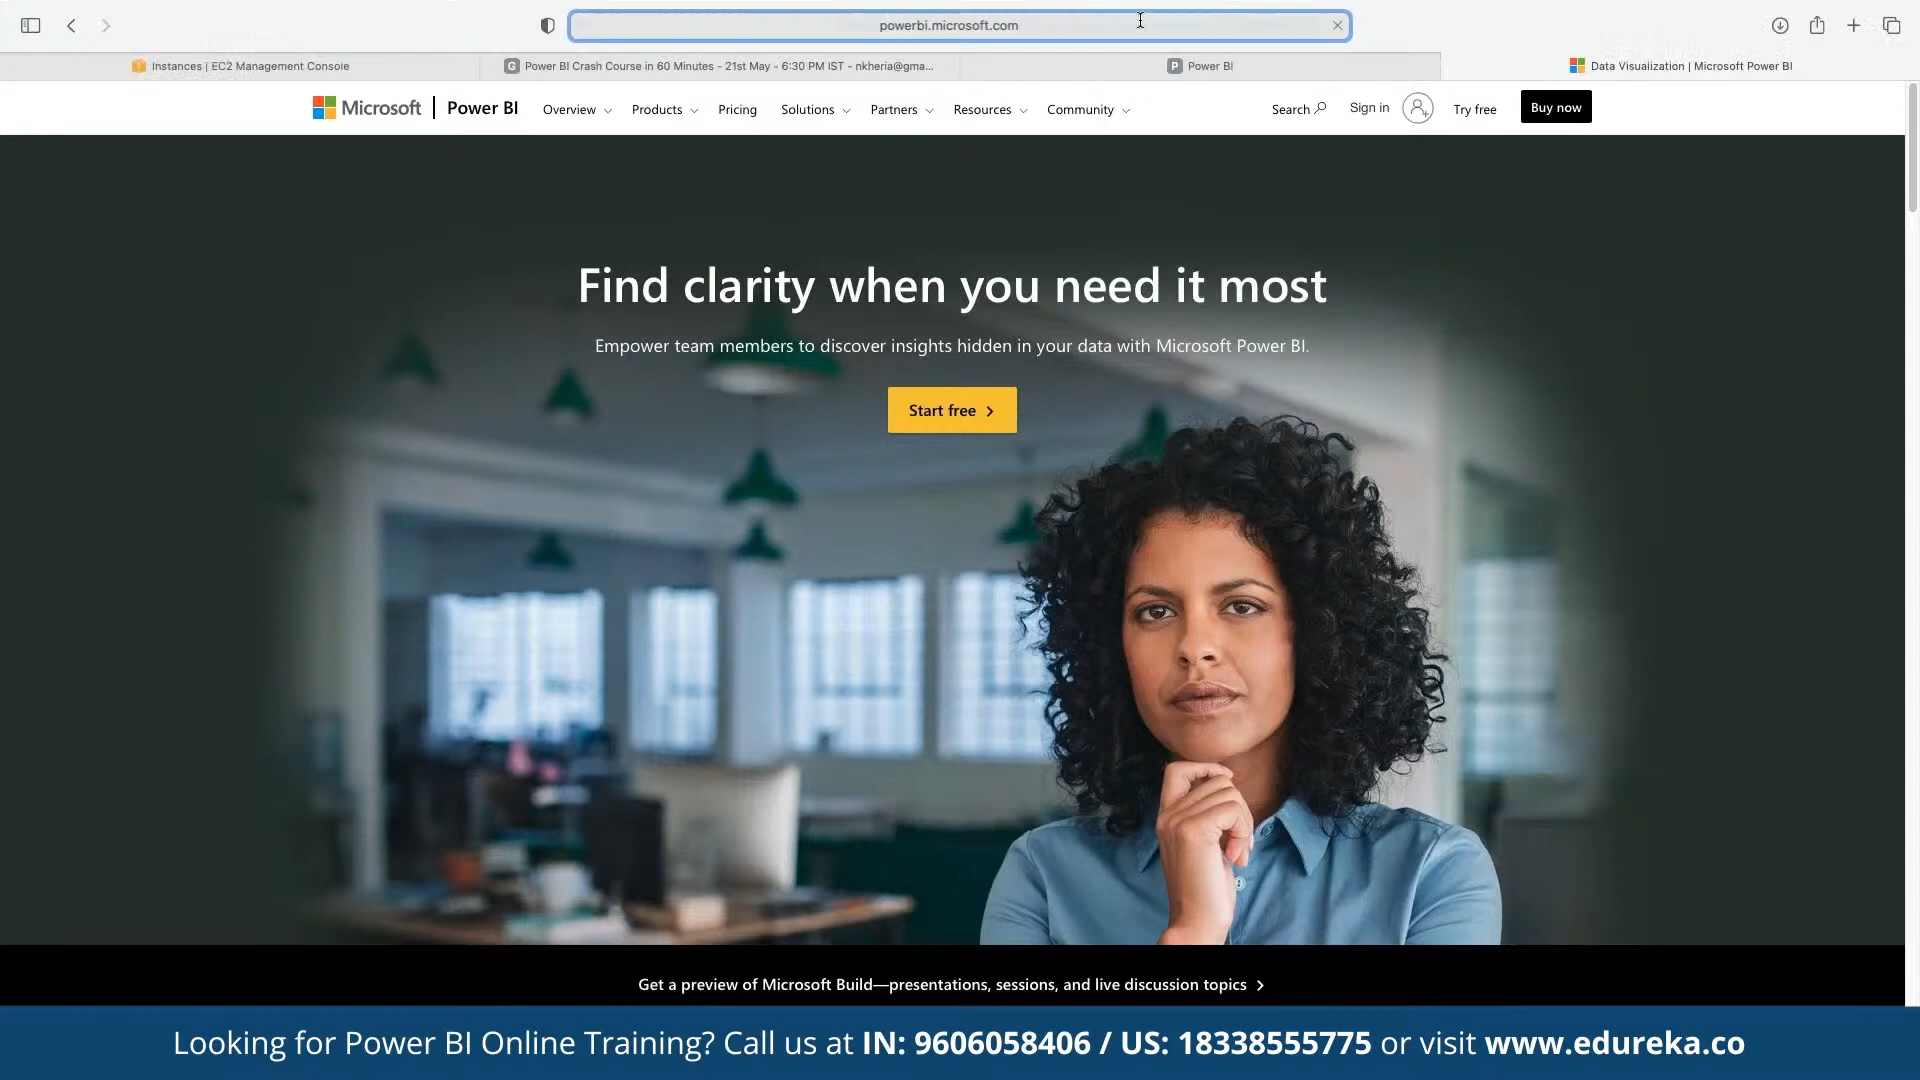 powerbi.microsoft.com
Instances | EC2 Management Console
G Power BI Crash Course in 60 Minutes - 21st May - 6:30 PM IST - nkheria@gma...
P Power BI
Data Visualization | Microsoft Power BI
Microsoft | Power BI
Overview
Products
Pricing
Solutions
Partners
Resources
Community
Search
Sign in
Try free
Buy now
Find clarity when you need it most
Empower team members to discover insights hidden in your data with Microsoft Power BI.
Start free
Get a preview of Microsoft Build—presentations, sessions, and live discussion topics
Looking for Power BI Online Training? Call us at IN: 9606058406 / US: 18338555775 or visit www.edureka.co